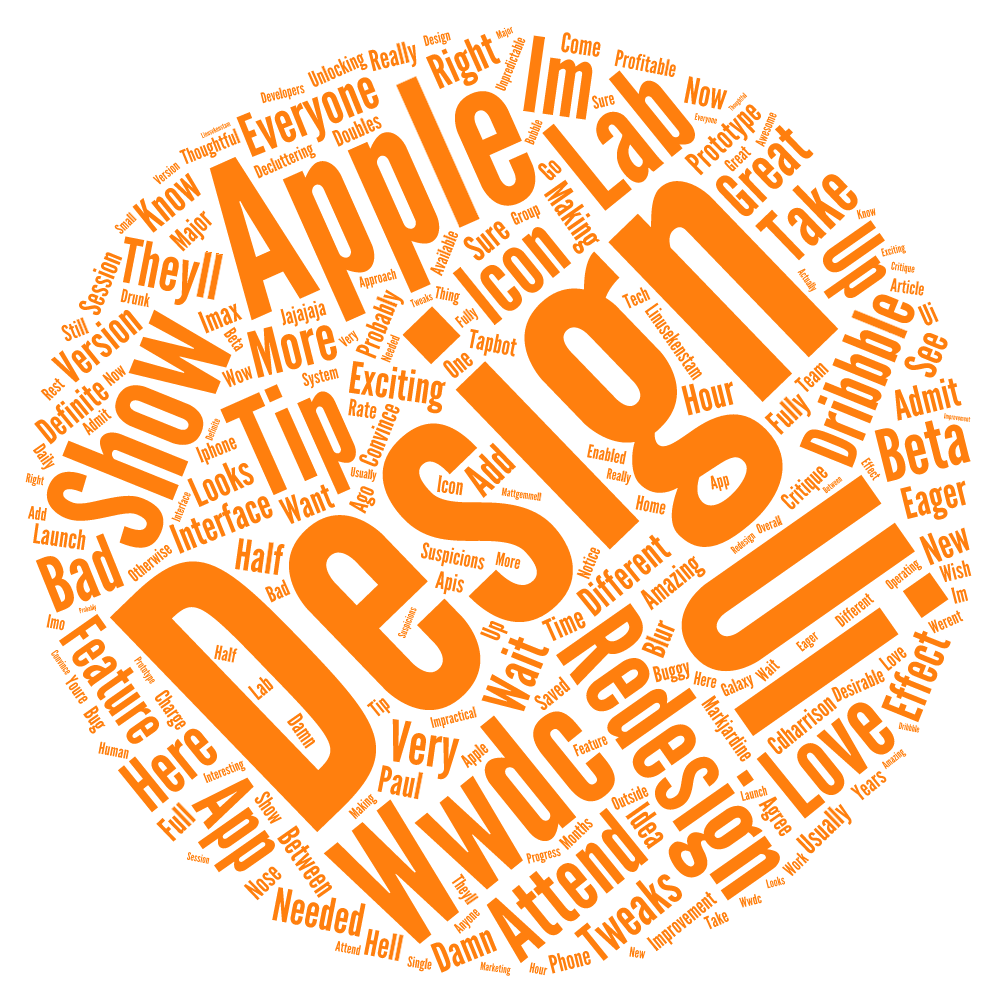 Design
UI
Apple
Wwdc
Show
Redesign
Tip
Icon
Lab
Im
Love
Attend
Dribbble
Great
Take
Up
Bad
Beta
Feature
Here
App
Tweaks
Everyone
Right
Theyll
More
Version
Know
Exciting
Interface
Very
Wait
Different
Effect
Needed
Add
Half
Looks
Want
Admit
Eager
New
See
Now
Prototype
Hour
Fully
Damn
Hell
Idea
Blur
Amazing
Paul
Between
Cdharrison
Definite
Session
Imax
Probably
Sure
Making
Come
Profitable
Really
Unlocking
Developers
Design
Major
Unpredictable
Sure
Thoughtful
Everyone
Awesome
Great
Bubble
Go
Group
Available
Thing
Tweaks
Fully
Approach
Needed
Very
Jajajaja
Doubles
Decluttering
Thoughtful
Linusekenstam
Version
Small
Major
Drunk
Still
Rest
Now
Admit
Daily
Right
Add
Launch
Beta
Wow
System
Iphone
Definite
Rate
Convince
Usually
Ago
Interface
Otherwise
One
Tapbot
Tech
Linusekenstam
Team
Actually
Know
Exciting
Critique
Article
Ui
Improvement
Effect
Between
Critique
Overall
Redesign
App
Enabled
Really
Home
Icon
Mattgemmell
More
Suspicions
Apis
Suspicions
Bad
Notice
Time
Up
Saved
Tip
Impractical
Apple
Feature
Making
Half
Lab
Damn
Probably
Imo
Convince
Youre
Bug
Human
Prototype
Charge
Interesting
Full
Show
Session
Nose
Attend
Single
Theyll
Anyone
Marketing
Progress
Months
Outside
Hour
Phone
New
Improvement
Take
Wwdc
Looks
Work
Usually
Years
Amazing
Dribbble
Agree
Launch
Markjardine
Buggy
Here
Galaxy
Wait
Eager
Different
Desirable
Love
Operating
Werent
Im
Wish